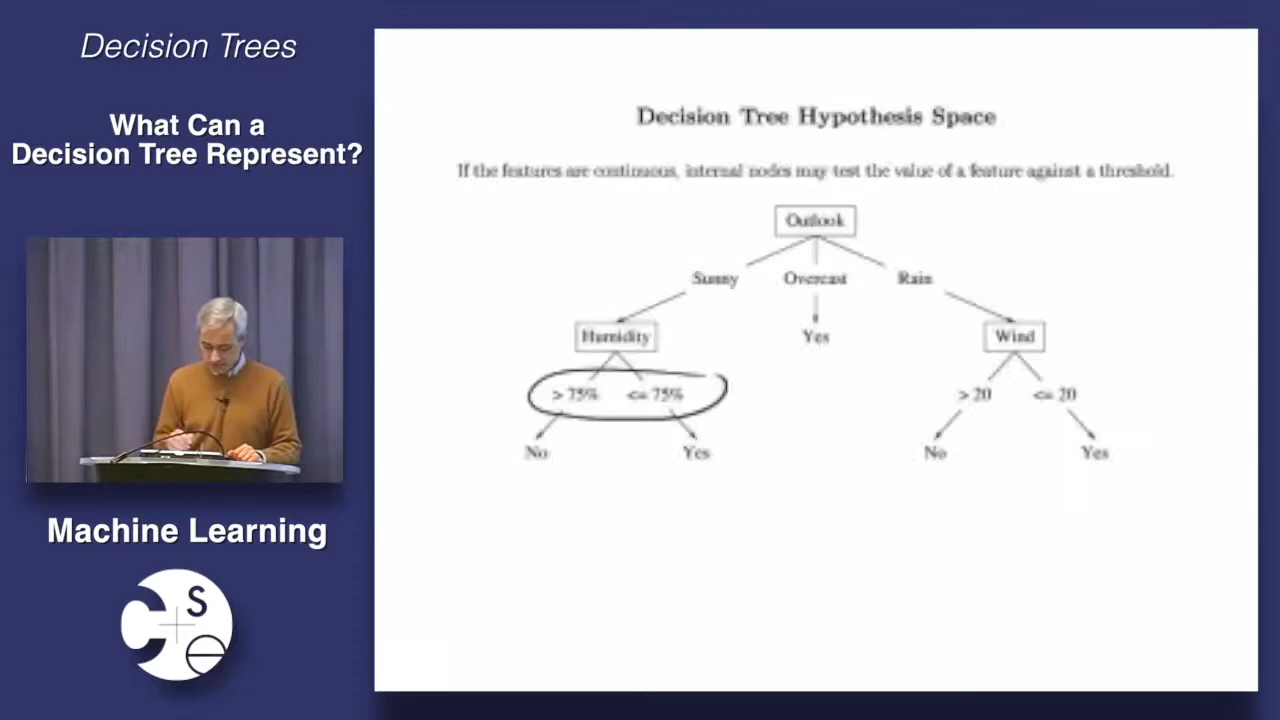 Decision Trees
What Can a
Decision Tree Represent?
Machine Learning
C S e
Decision Tree Hypothesis Space
If the features are continuous, internal nodes may test the value of a feature against a threshold.
Outlook
Sunny Overcast Rain
Humidity Yes Wind
> 75% <= 75% > 20 <= 20
No Yes No Yes